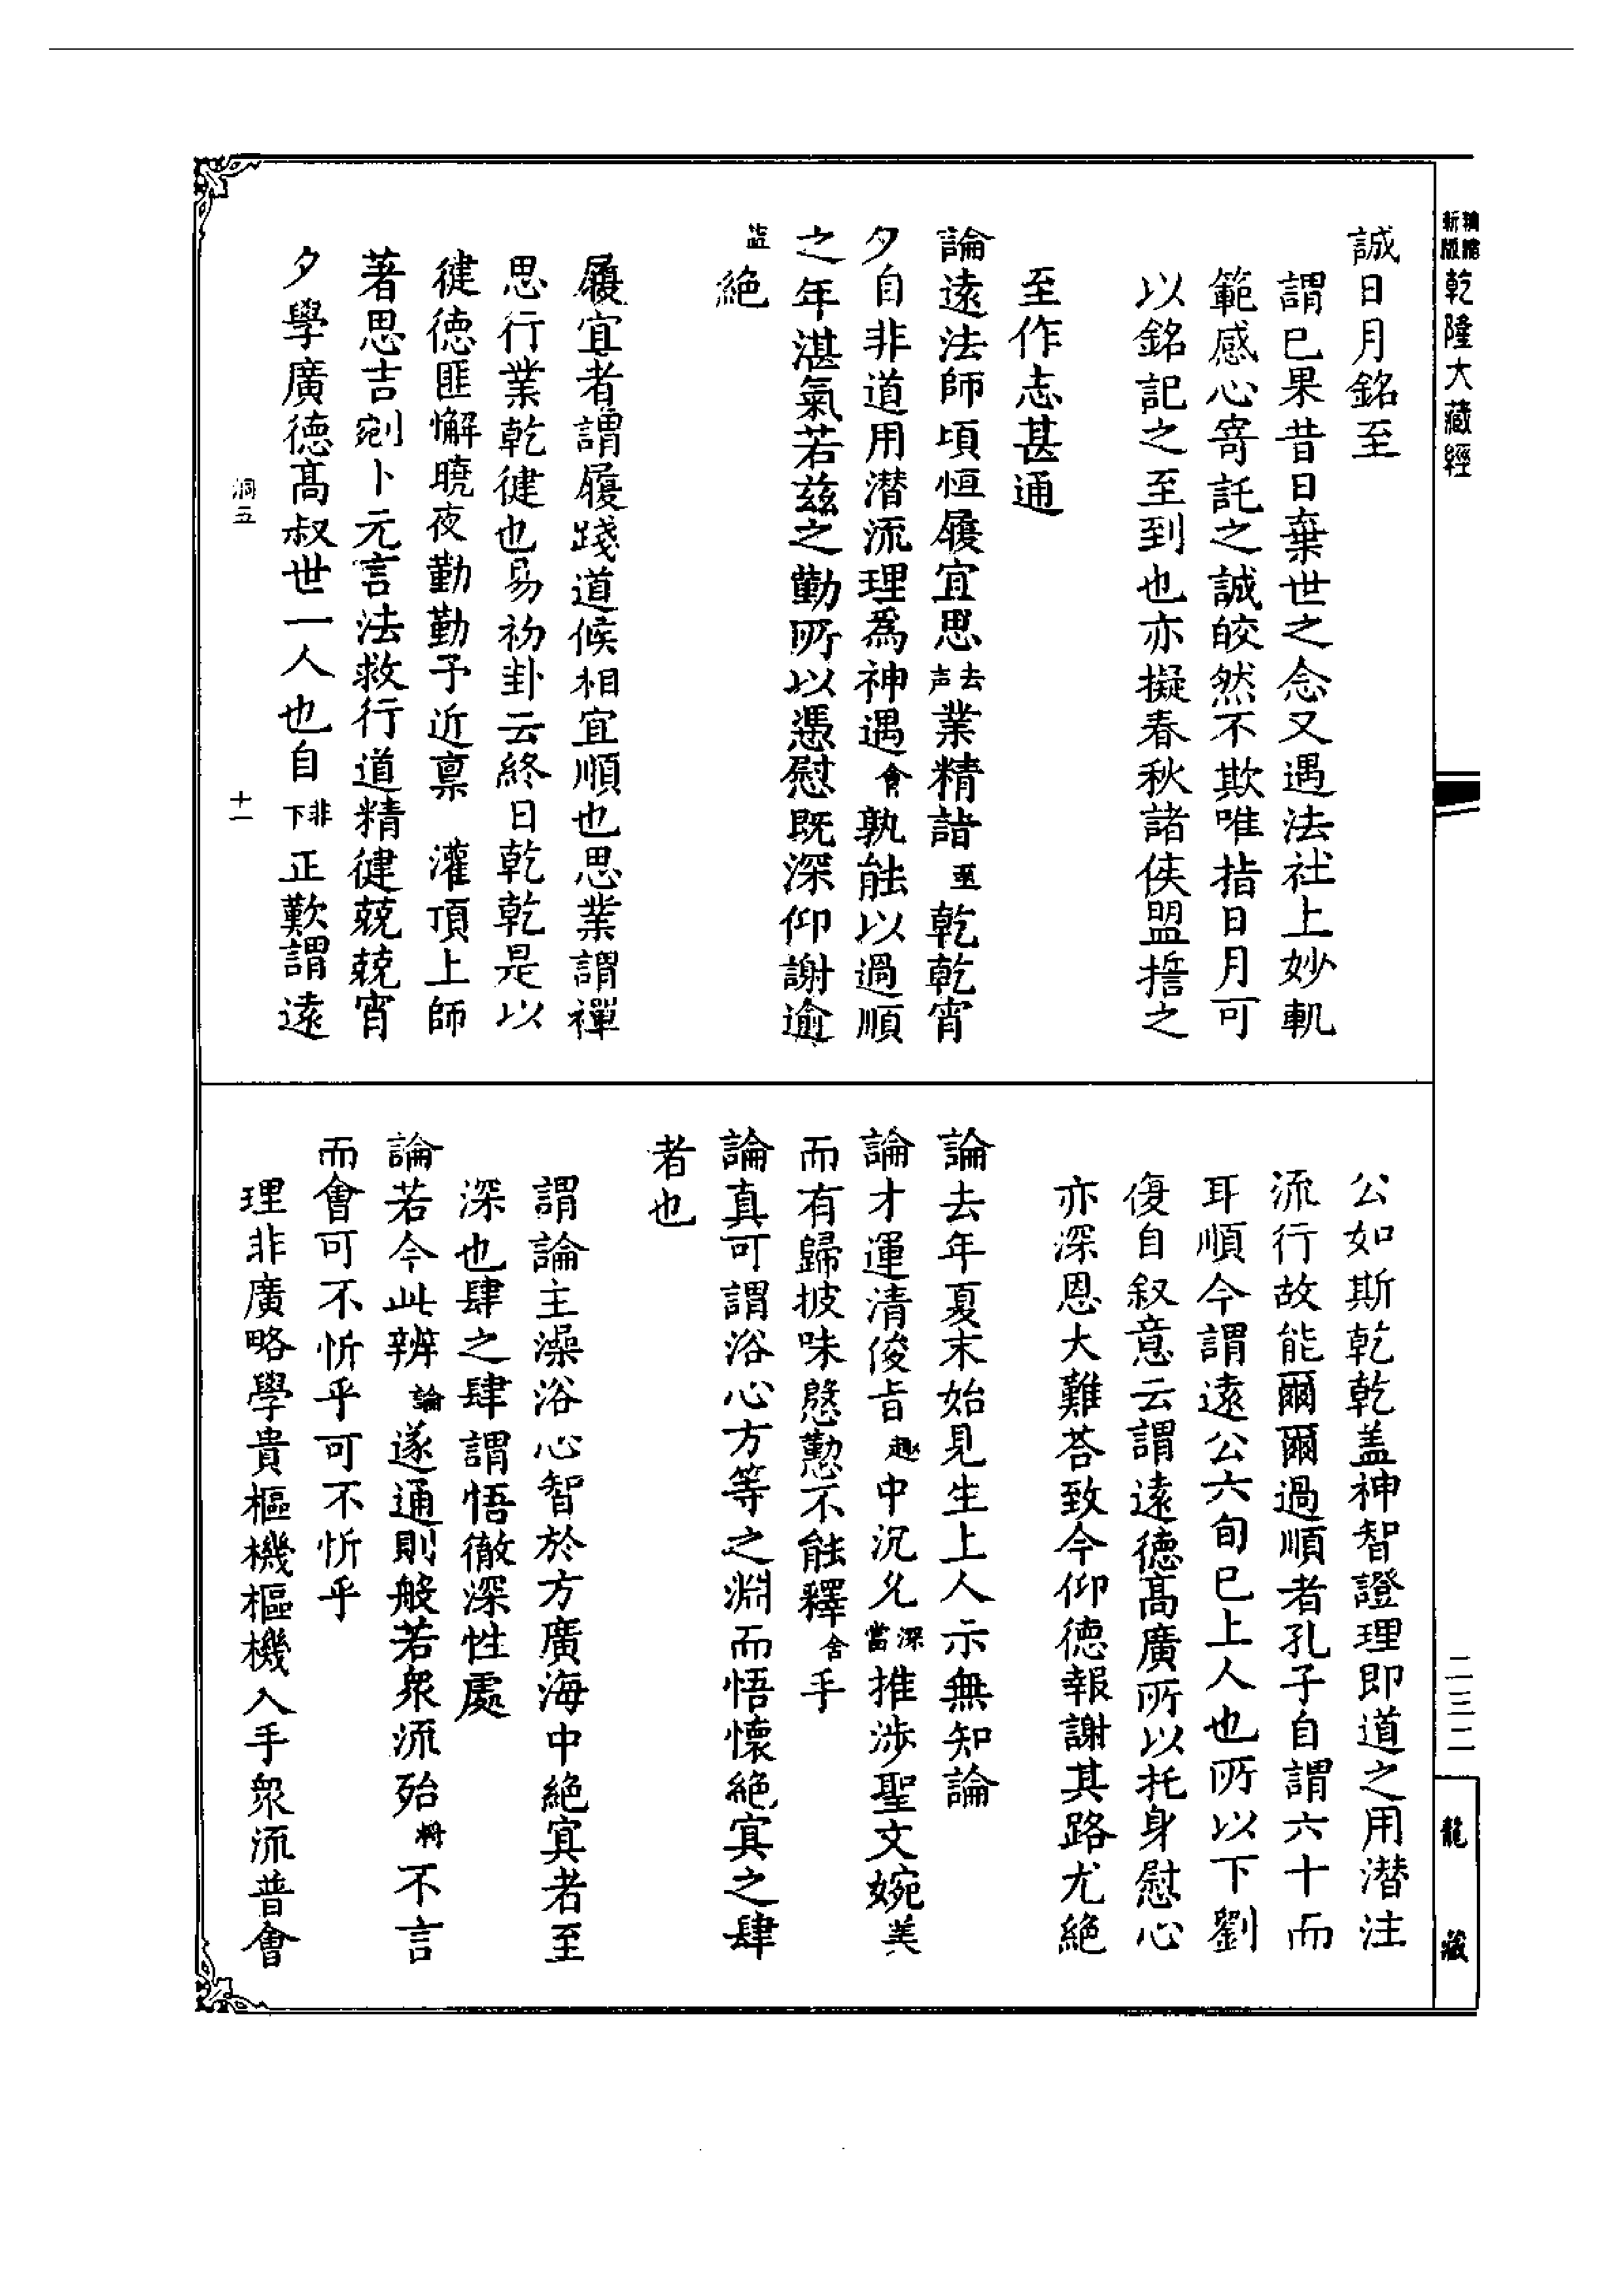 新版精縮乾隆大藏經
誠日月銘至
謂巳果昔日棄世之念又遇法社上妙軌
範感心寄託之誠皎然不欺唯指日月可
以銘記之至到也亦擬春秋諸侯盟誓之
至作志甚通
論遠法師頃恒履宜思去声業精詣至乾乾宵
夕自非道用潜流理為神遇會孰能以過順
之年湛氣若兹之勤所以憑慰既深仰謝逾
益絕
履宜者謂履踐道候相宜順也思業謂禪
思行業乾健也易初卦云終日乾乾是以
健德匪懈曉夜勤勤予近稟 灌頂上師
著思吉剜卜元言法救行道精健兢兢宵
夕學廣德高叔世一人也自非下正歎謂遠
洞五 十一
公如斯乾乾盖神智證理即道之用潜注
流行故能爾爾過順者孔子自謂六十而
耳順今謂遠公六旬巳上人也所以下劉
復自叙意云謂遠德高廣所以托身慰心
亦深恩大難荅致今仰德報謝其路尤絕
論去年夏末始見生上人示無知論
論才運清俊旨趣中沉允深當推涉聖文婉美
而有歸披味慇懃不能釋舍手
論真可謂浴心方等之淵而悟懷絕冥之肆
者也
謂論主澡浴心智於方廣海中絕冥者至
深也肆之肆謂悟徹深性處
論若今此辨論遂通則般若衆流殆將不言
而會可不忻乎可不忻乎
理非廣略學貴樞機樞機入手衆流普會
二三二
龍藏